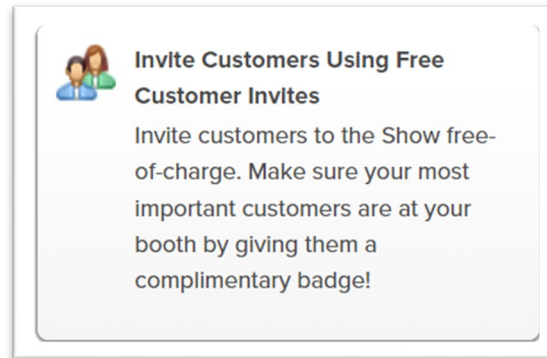 Invite Customers Using Free
Customer Invites
Invite customers to the Show free-
of-charge. Make sure your most
important customers are at your
booth by giving them a
complimentary badge!